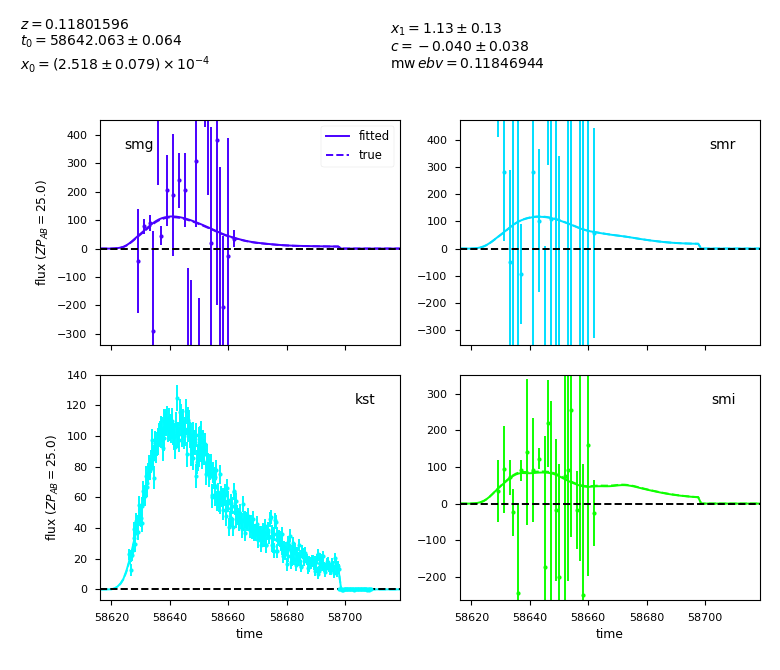 z = 0.11801596
t₀ = 58642.063 ± 0.064
x₀ = (2.518 ± 0.079) × 10⁻⁴
x₁ = 1.13 ± 0.13
c = −0.040 ± 0.038
mw ebv = 0.11846944
smg
fitted
true
400
300
200
100
0
−100
−200
−300
flux (ZP_AB = 25.0)
smr
400
300
200
100
0
−100
−200
−300
kst
140
120
100
80
60
40
20
0
flux (ZP_AB = 25.0)
58620 58640 58660 58680 58700
time
smi
300
200
100
0
−100
−200
58620 58640 58660 58680 58700
time